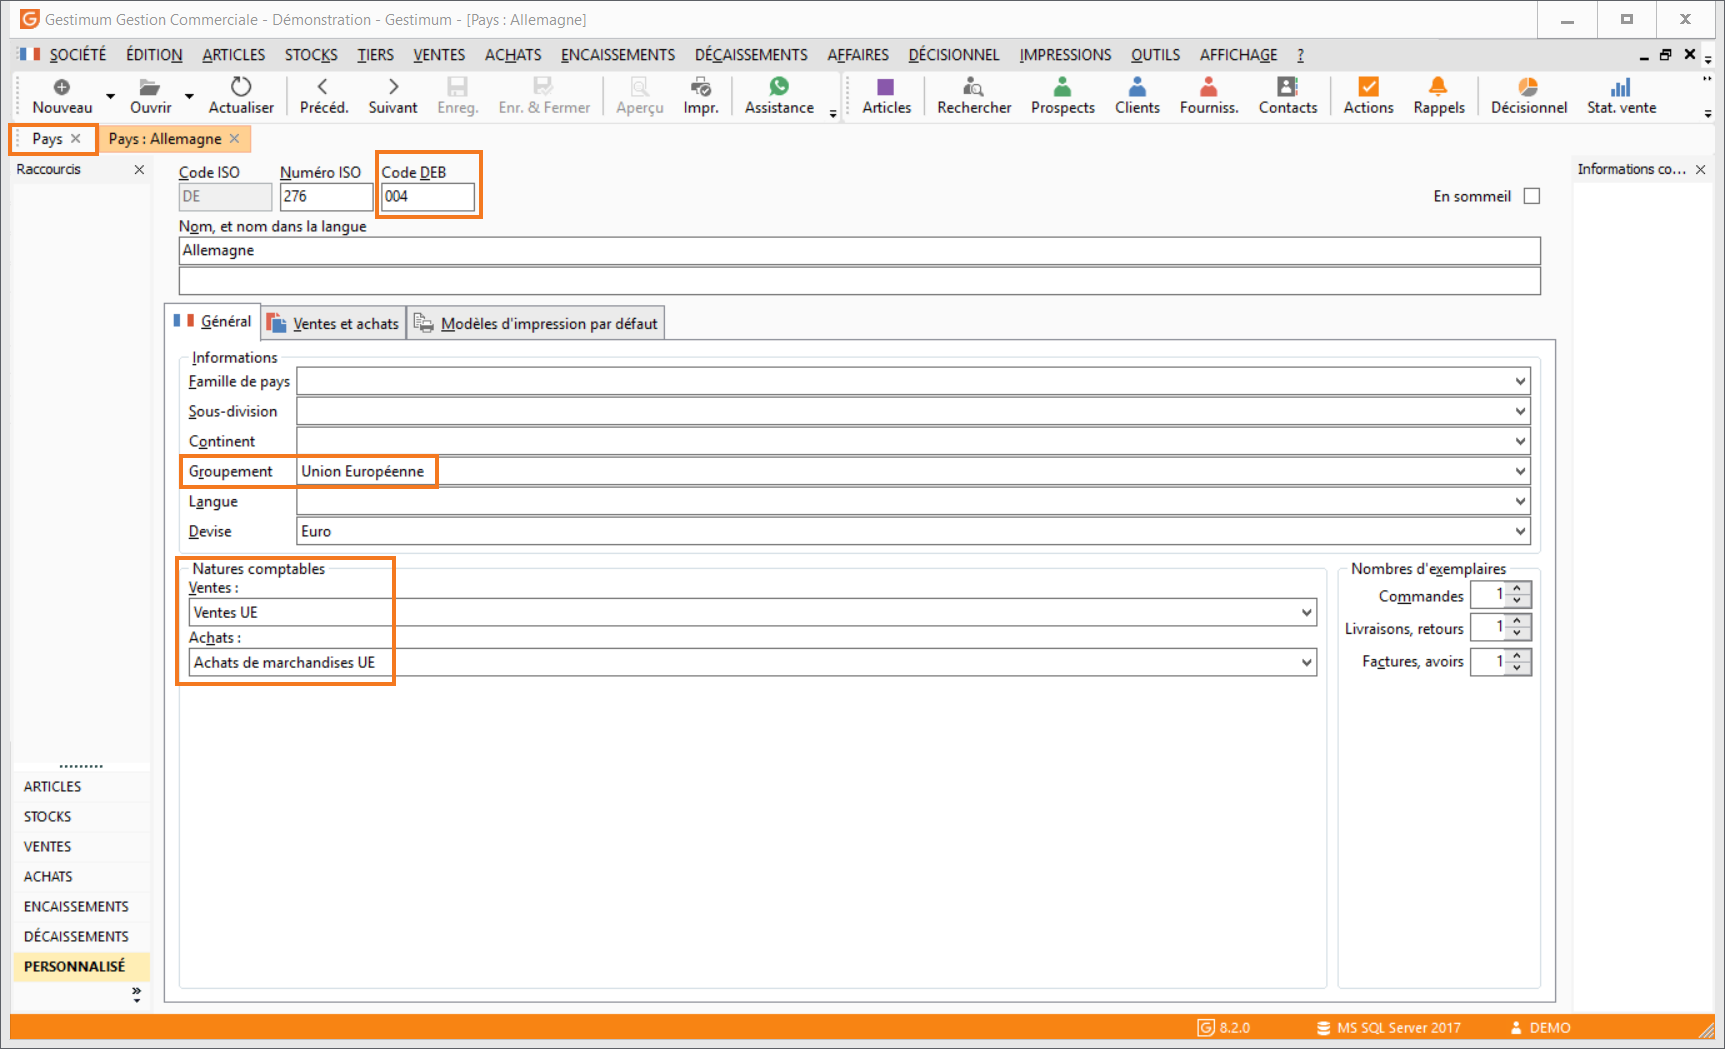 Gestimum Gestion Commerciale - Démonstration - Gestimum - [Pays : Allemagne]
SOCIÉTÉ ÉDITION ARTICLES STOCKS TIERS VENTES ACHATS ENCAISSEMENTS DÉCAISSEMENTS AFFAIRES DÉCISIONNEL IMPRESSIONS OUTILS AFFICHAGE ?
Nouveau Ouvrir Actualiser Précéd. Suivant Enreg. Enr. & Fermer Aperçu Impr. Assistance Articles Rechercher Prospects Clients Fourniss. Contacts Actions Rappels Décisionnel Stat. vente
Pays Pays : Allemagne
Raccourcis
Informations co...
Code ISO Numéro ISO Code DEB
DE 276 004
En sommeil
Nom, et nom dans la langue
Allemagne
Général Ventes et achats Modèles d'impression par défaut
Informations
Famille de pays
Sous-division
Continent
Groupement Union Européenne
Langue
Devise Euro
Natures comptables
Ventes :
Ventes UE
Achats :
Achats de marchandises UE
Nombres d'exemplaires
Commandes 1
Livraisons, retours 1
Factures, avoirs 1
ARTICLES
STOCKS
VENTES
ACHATS
ENCAISSEMENTS
DÉCAISSEMENTS
PERSONNALISÉ
8.2.0 MS SQL Server 2017 DEMO